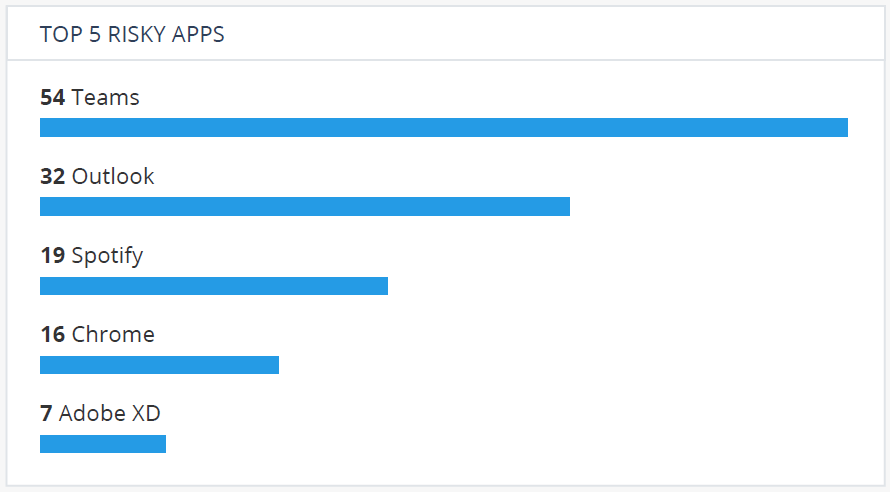 TOP 5 RISKY APPS
54 Teams
32 Outlook
19 Spotify
16 Chrome
7 Adobe XD